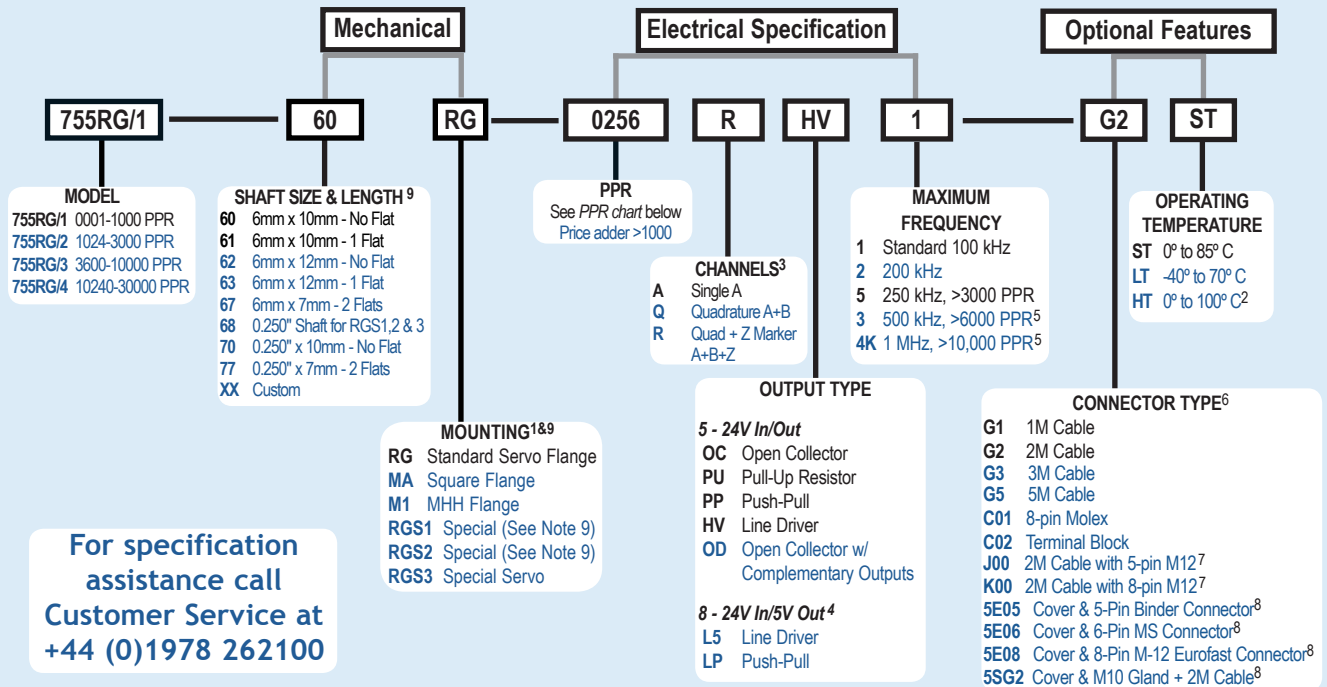 Mechanical
Electrical Specification
Optional Features
755RG/1
60
RG
0256
R
HV
1
G2
ST
MODEL
755RG/1 0001-1000 PPR
755RG/2 1024-3000 PPR
755RG/3 3600-10000 PPR
755RG/4 10240-30000 PPR
SHAFT SIZE & LENGTH 9
60 6mm x 10mm - No Flat
61 6mm x 10mm - 1 Flat
62 6mm x 12mm - No Flat
63 6mm x 12mm - 1 Flat
67 6mm x 7mm - 2 Flats
68 0.250" Shaft for RGS1,2 & 3
70 0.250" x 10mm - No Flat
77 0.250" x 7mm - 2 Flats
XX Custom
MOUNTING1&9
RG Standard Servo Flange
MA Square Flange
M1 MHH Flange
RGS1 Special (See Note 9)
RGS2 Special (See Note 9)
RGS3 Special Servo
PPR
See PPR chart below
Price adder >1000
CHANNELS3
A Single A
Q Quadrature A+B
R Quad + Z Marker
A+B+Z
OUTPUT TYPE
5 - 24V In/Out
OC Open Collector
PU Pull-Up Resistor
PP Push-Pull
HV Line Driver
OD Open Collector w/
Complementary Outputs
8 - 24V In/5V Out 4
L5 Line Driver
LP Push-Pull
MAXIMUM
FREQUENCY
1 Standard 100 kHz
2 200 kHz
5 250 kHz, >3000 PPR
3 500 kHz, >6000 PPR5
4K 1 MHz, >10,000 PPR5
OPERATING
TEMPERATURE
ST 0º to 85º C
LT -40º to 70º C
HT 0º to 100º C2
CONNECTOR TYPE6
G1 1M Cable
G2 2M Cable
G3 3M Cable
G5 5M Cable
C01 8-pin Molex
C02 Terminal Block
J00 2M Cable with 5-pin M127
K00 2M Cable with 8-pin M127
5E05 Cover & 5-Pin Binder Connector8
5E06 Cover & 6-Pin MS Connector8
5E08 Cover & 8-Pin M-12 Eurofast Connector8
5SG2 Cover & M10 Gland + 2M Cable8
For specification
assistance call
Customer Service at
+44 (0)1978 262100